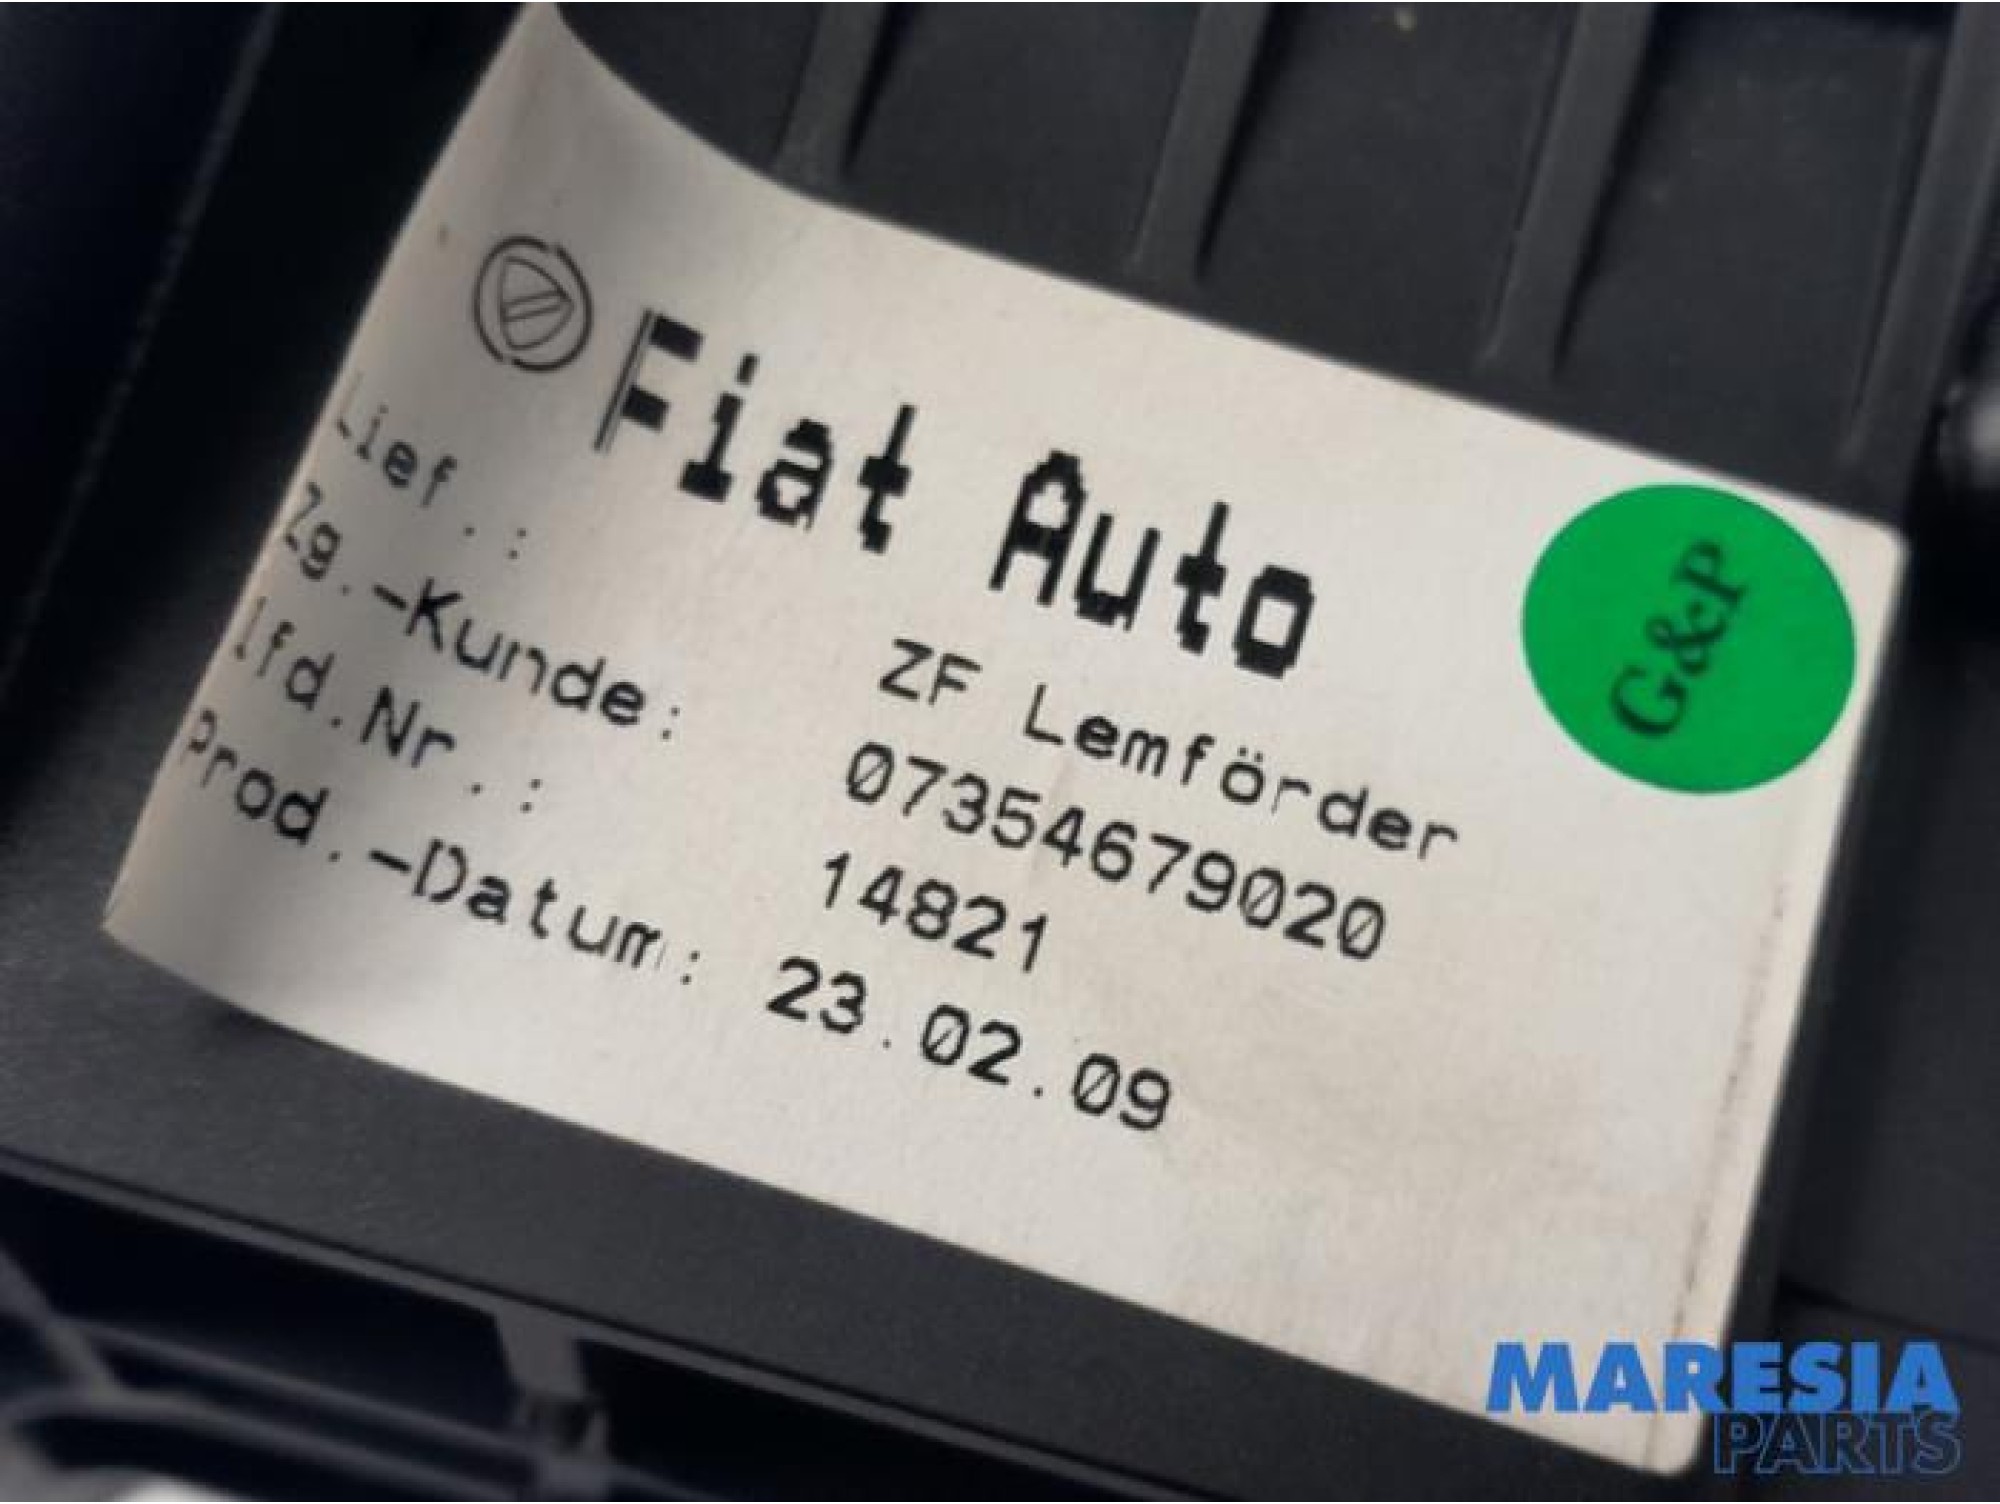 Fiat Auto
Lief.: ZF Lemförder
Zg.-Kunde: 07354679020
lfd.Nr.: 14821
Prod.-Datum: 23.02.09
G&P
MARESIA
PARTS